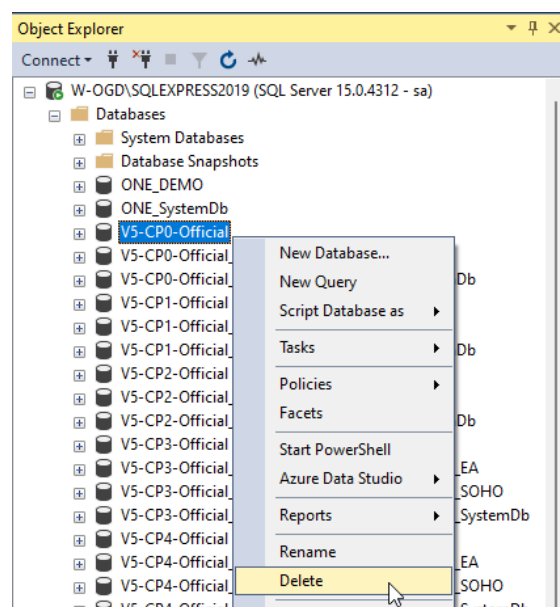 Object Explorer
Connect
W-OGD\SQLEXPRESS2019 (SQL Server 15.0.4312 - sa)
Databases
System Databases
Database Snapshots
ONE_DEMO
ONE_SystemDb
V5-CP0-Official
V5-CP0-Official_
V5-CP0-Official_ Db
V5-CP1-Official
V5-CP1-Official_
V5-CP1-Official_ Db
V5-CP2-Official
V5-CP2-Official_
V5-CP2-Official_ Db
V5-CP3-Official
V5-CP3-Official_ _EA
V5-CP3-Official_ _SOHO
V5-CP3-Official_ _SystemDb
V5-CP4-Official
V5-CP4-Official_ _EA
V5-CP4-Official_ _SOHO
New Database...
New Query
Script Database as
Tasks
Policies
Facets
Start PowerShell
Azure Data Studio
Reports
Rename
Delete